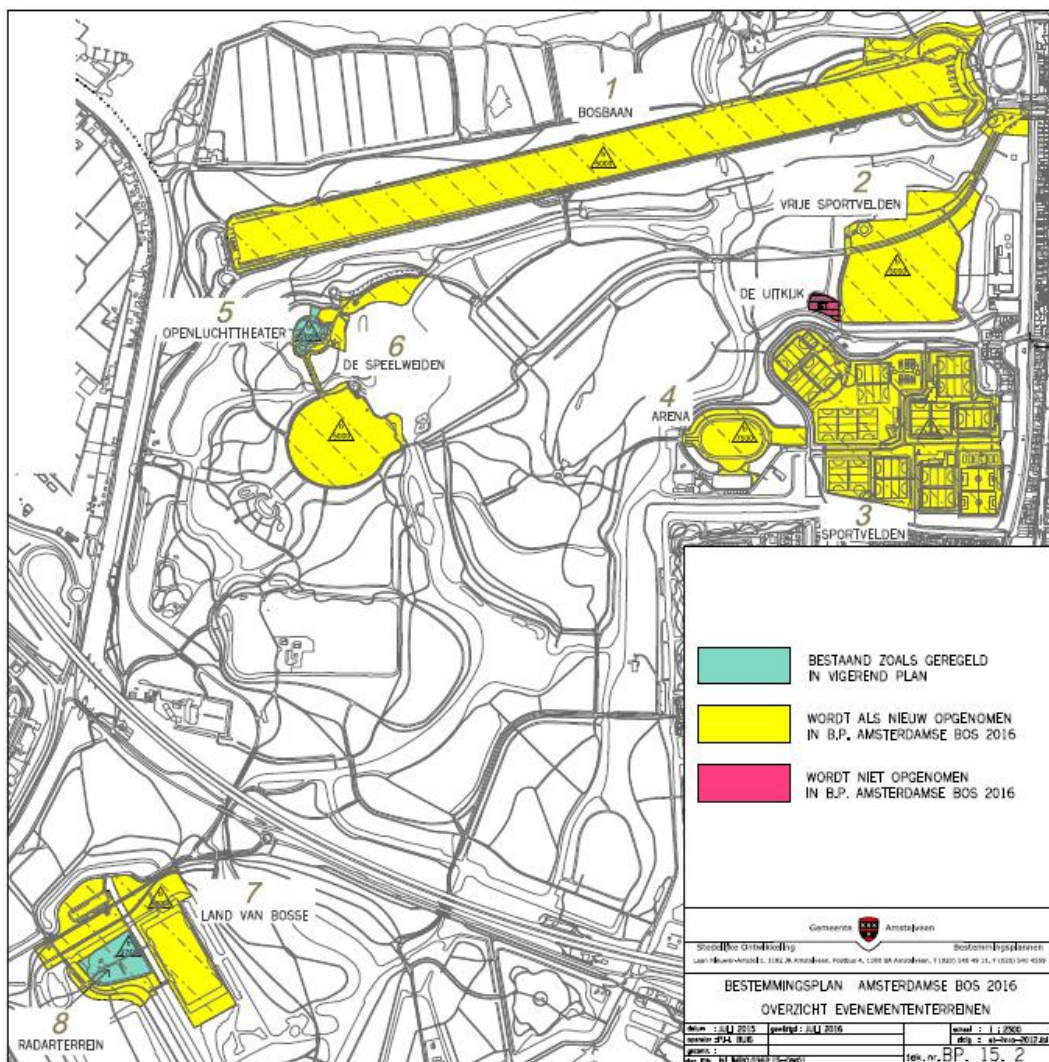 1
BOSBAAN
2
VRIJE SPORTVELDEN
DE UITKIJK
5
OPENLUCHTTHEATER
6
DE SPEELWEIDEN
4
ARENA
3
SPORTVELDEN
BESTAAND ZOALS GEREGELD
IN VIGEREND PLAN
WORDT ALS NIEUW OPGENOMEN
IN B.P. AMSTERDAMSE BOS 2016
WORDT NIET OPGENOMEN
IN B.P. AMSTERDAMSE BOS 2016
7
LAND VAN BOSSE
8
RADARTERREIN
Gemeente Amstelveen
Stedelijke Ontwikkeling Bestemmingsplannen
BESTEMMINGSPLAN AMSTERDAMSE BOS 2016
OVERZICHT EVENEMENTENTERREINEN
datum : JULI 2015 gewijzigd : JULI 2016 schaal : 1 : 2500
tek.nr. BP. 15. 2